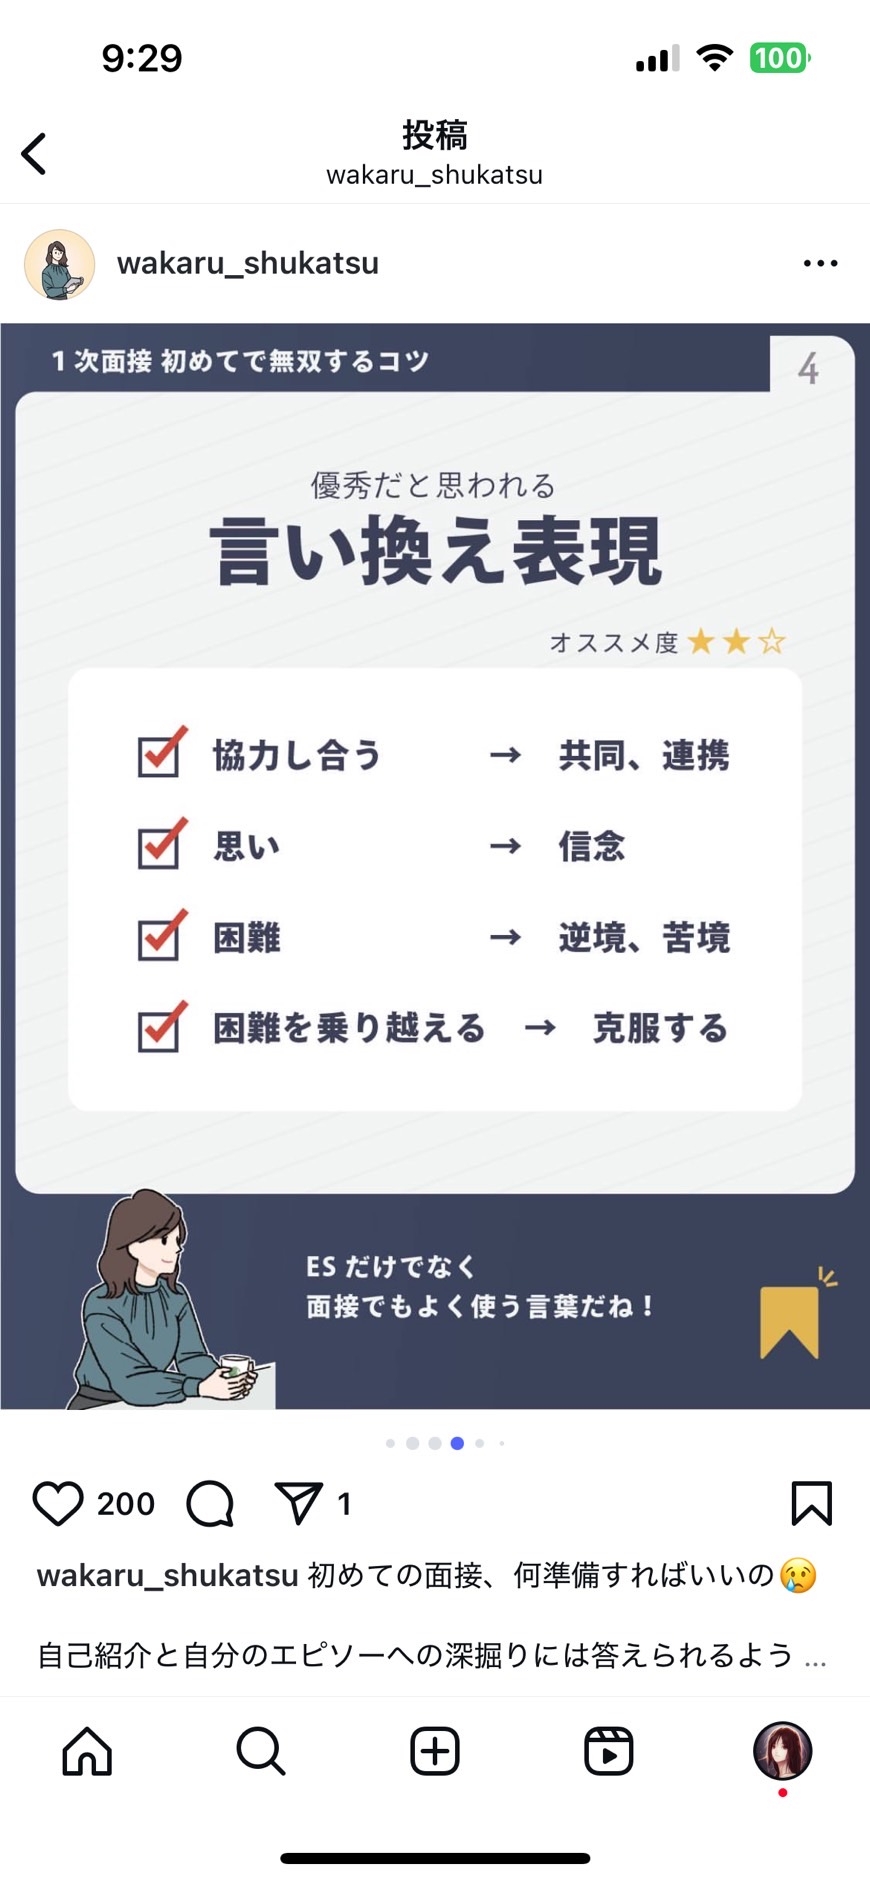 9:29
100
投稿
wakaru_shukatsu
wakaru_shukatsu
1次面接 初めてで無双するコツ
4
優秀だと思われる
言い換え表現
オススメ度 ★★☆
協力し合う → 共同、連携
思い → 信念
困難 → 逆境、苦境
困難を乗り越える → 克服する
ES だけでなく
面接でもよく使う言葉だね！
200
1
wakaru_shukatsu 初めての面接、何準備すればいいの😢
自己紹介と自分のエピソーへの深掘りには答えられるよう ...